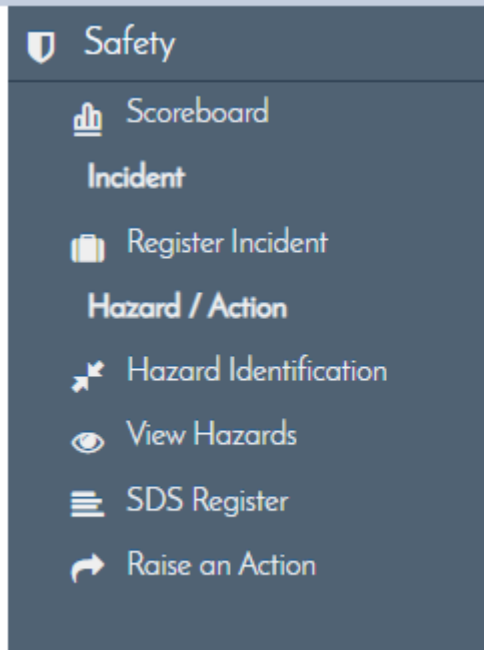 Safety
Scoreboard
Incident
Register Incident
Hazard / Action
Hazard Identification
View Hazards
SDS Register
Raise an Action